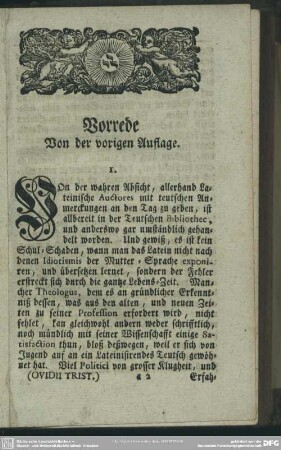 Vorrede
Von der vorigen Auflage.
I.
VOn der wahren Absicht, allerhand La-
teinische Auctores mit teutschen An-
merckungen an den Tag zu geben, ist
allbereit in der Teutschen Bibliothec,
und anderswo gar umständlich gehan-
delt worden. Und gewiß, es ist kein
Schul-Schaden, wann man das Latein nicht nach
denen Idiotismis der Mutter-Sprache exponi-
ren, und übersetzen lernet, sondern der Fehler
erstreckt sich durch die gantze Lebens-Zeit. Man-
cher Theologus, dem es an gründlicher Erkennt-
niß dessen, was aus den alten, und neuen Zei-
ten zu seiner Profession erfordert wird, nicht
fehlet, kan gleichwohl andern weder schrifftlich,
noch mündlich mit seiner Wissenschafft einige Sa-
tisfaction thun, bloß deßwegen, weil er sich von
Jugend auf an ein Lateinisirendes Teutsch gewöh-
net hat. Viel Politici von grosser Klugheit, und
(OVIDII TRIST.) a 2 Erfah-
DFG